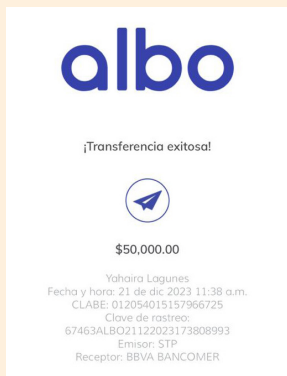 albo
¡Transferencia exitosa!
$50,000.00
Yahaira Lagunes
Fecha y hora: 21 de dic 2023 11:38 a.m.
CLABE: 012054015157966725
Clave de rastreo:
67463ALBO21122023173808993
Emisor: STP
Receptor: BBVA BANCOMER